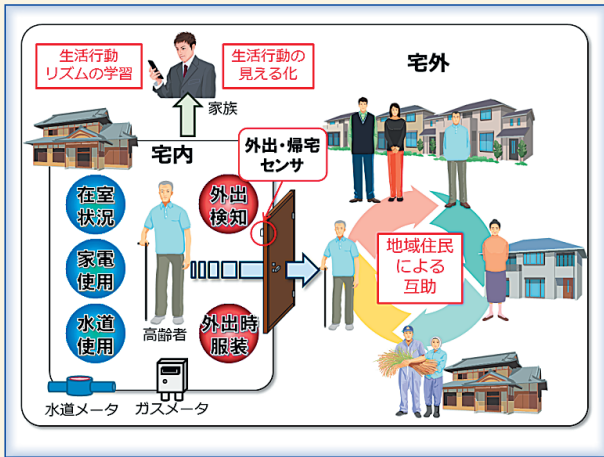 生活行動
リズムの学習
生活行動の
見える化
家族
宅外
宅内
外出・帰宅
センサ
在室
状況
外出
検知
家電
使用
地域住民
による
互助
水道
使用
高齢者
外出時
服装
水道メータ
ガスメータ